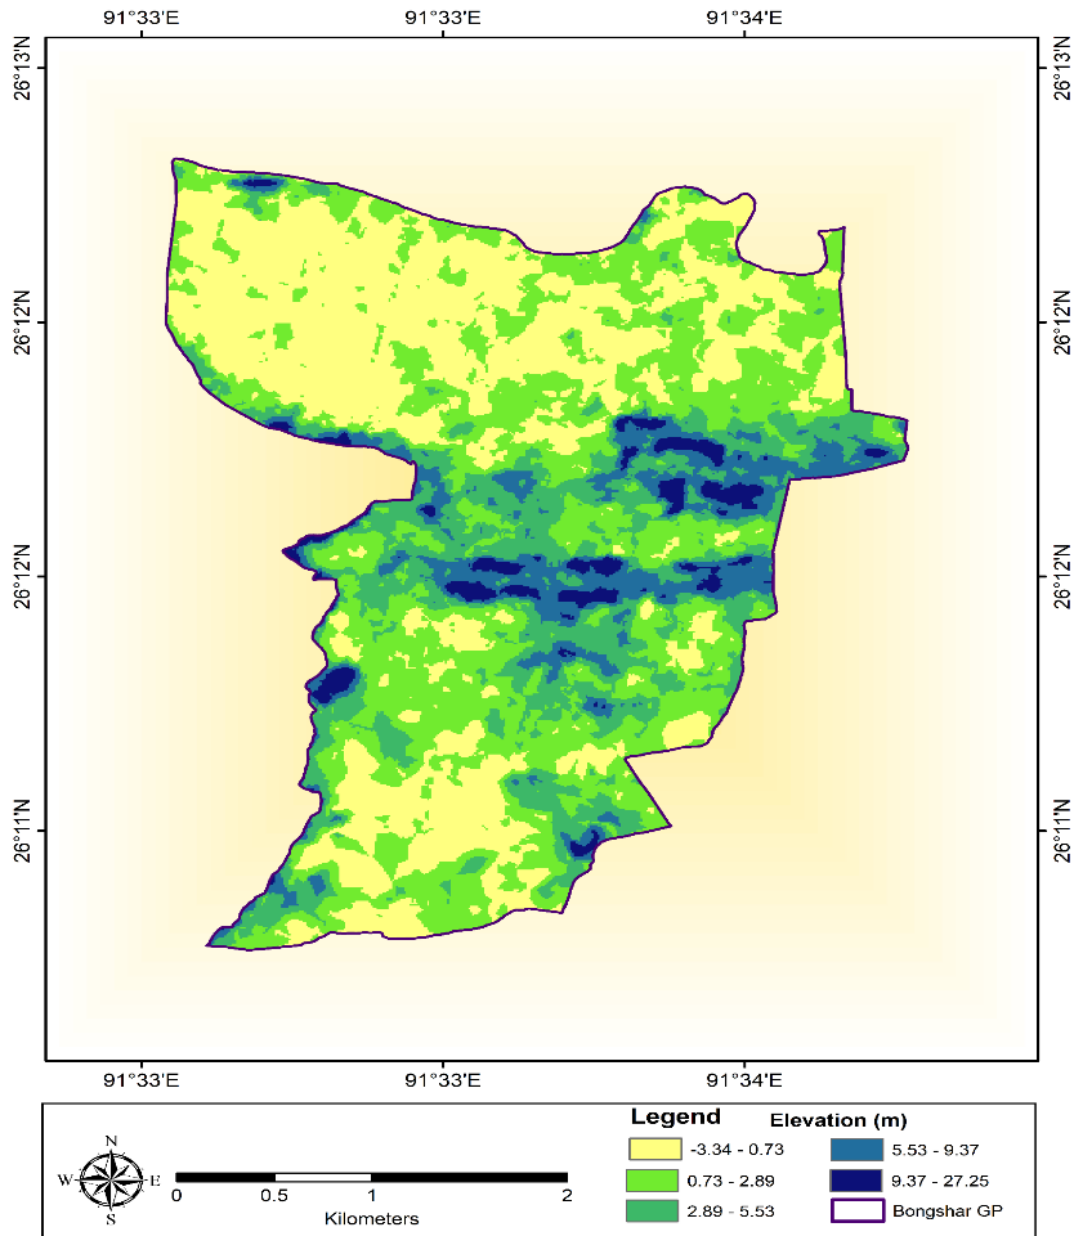 91°33'E 91°33'E 91°34'E
26°13'N 26°13'N
26°12'N 26°12'N
26°12'N 26°12'N
26°11'N 26°11'N
91°33'E 91°33'E 91°34'E
Legend Elevation (m)
-3.34 - 0.73 5.53 - 9.37
0.73 - 2.89 9.37 - 27.25
2.89 - 5.53 Bongshar GP
N
W E
S
0 0.5 1 2
Kilometers